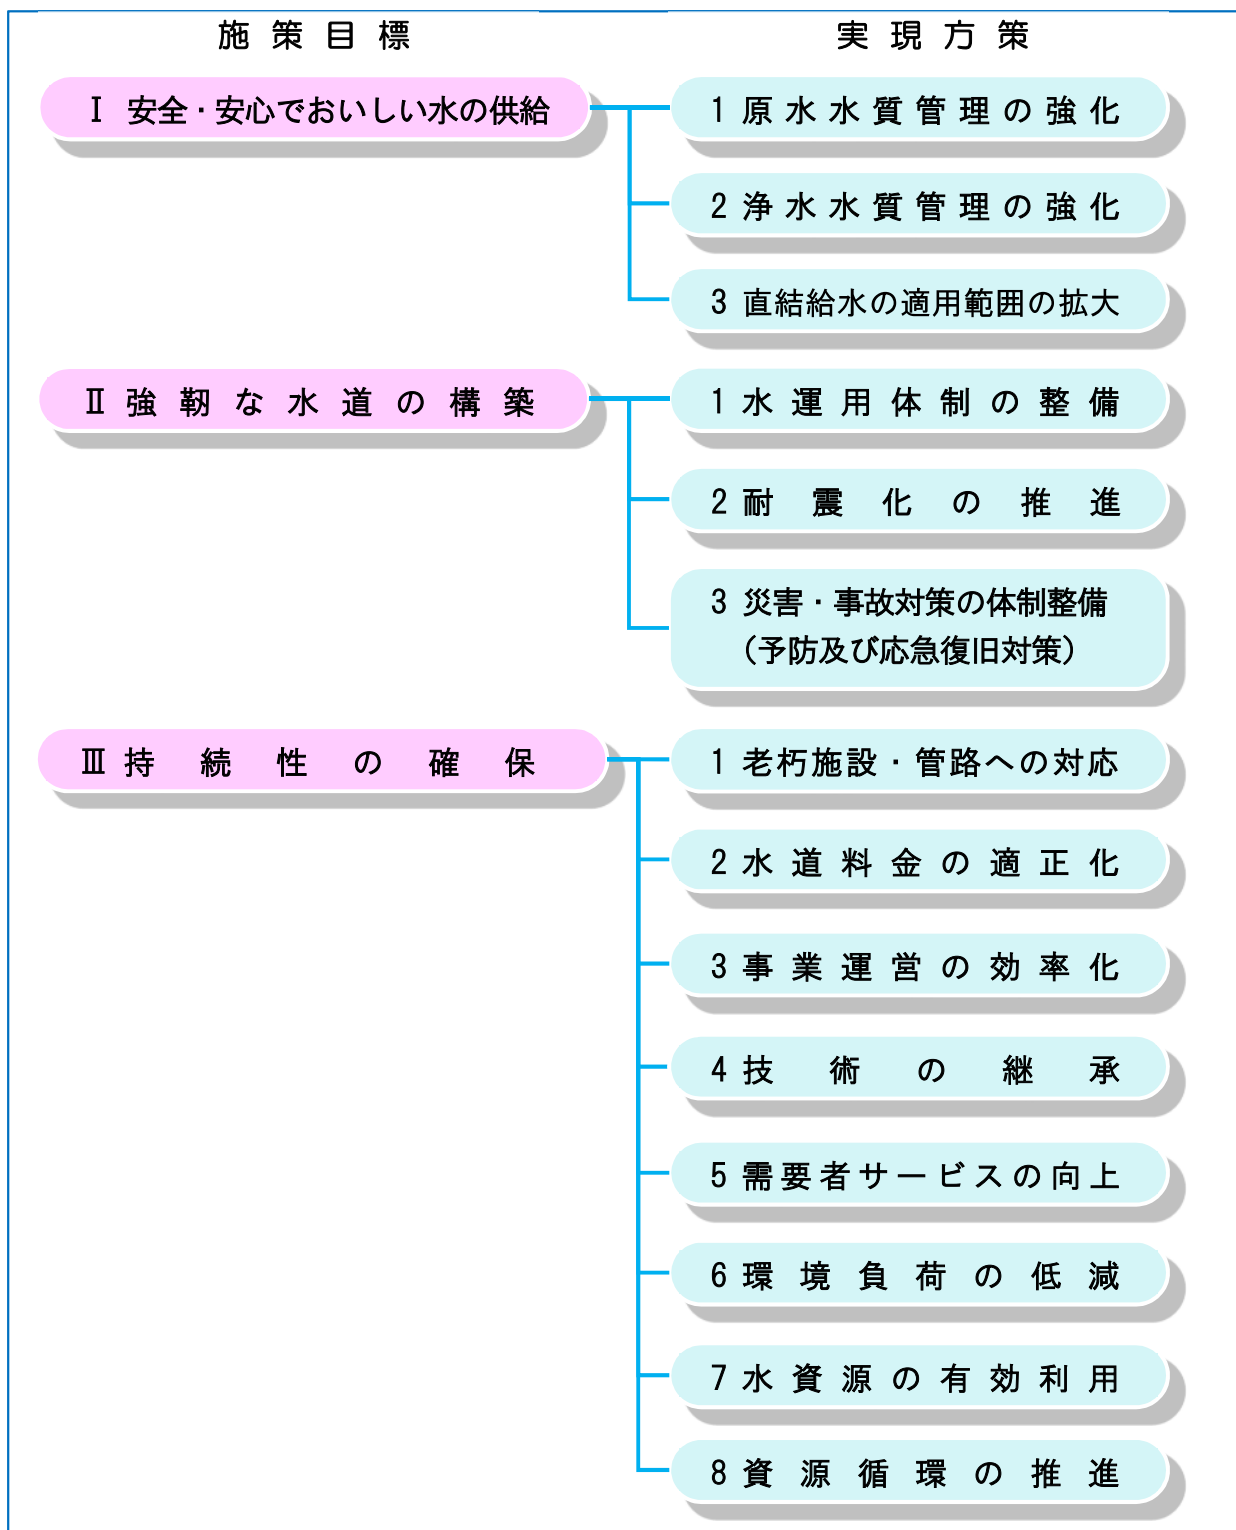 施策目標 実現方策
Ⅰ 安全・安心でおいしい水の供給
1 原水水質管理の強化
2 浄水水質管理の強化
3 直結給水の適用範囲の拡大
Ⅱ 強靭な水道の構築
1 水運用体制の整備
2 耐震化の推進
3 災害・事故対策の体制整備
（予防及び応急復旧対策）
Ⅲ 持続性の確保
1 老朽施設・管路への対応
2 水道料金の適正化
3 事業運営の効率化
4 技術の継承
5 需要者サービスの向上
6 環境負荷の低減
7 水資源の有効利用
8 資源循環の推進